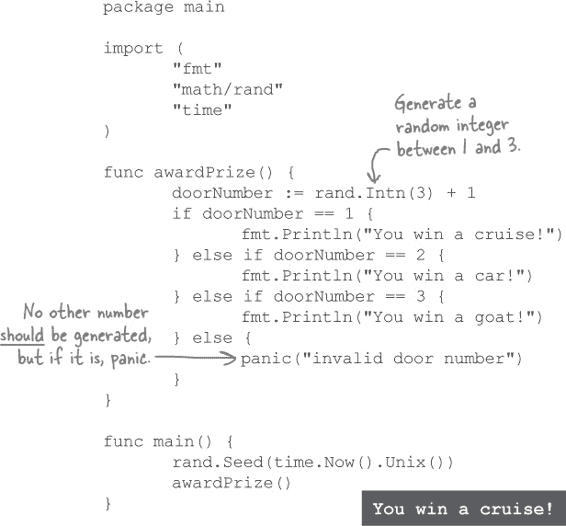 package main
import (
"fmt"
"math/rand"
"time"
)
Generate a
random integer
between 1 and 3.
func awardPrize() {
doorNumber := rand.Intn(3) + 1
if doorNumber == 1 {
fmt.Println("You win a cruise!")
} else if doorNumber == 2 {
fmt.Println("You win a car!")
} else if doorNumber == 3 {
fmt.Println("You win a goat!")
No other number
should be generated,
but if it is, panic.
} else {
panic("invalid door number")
}
}
func main() {
rand.Seed(time.Now().Unix())
awardPrize()
}
You win a cruise!